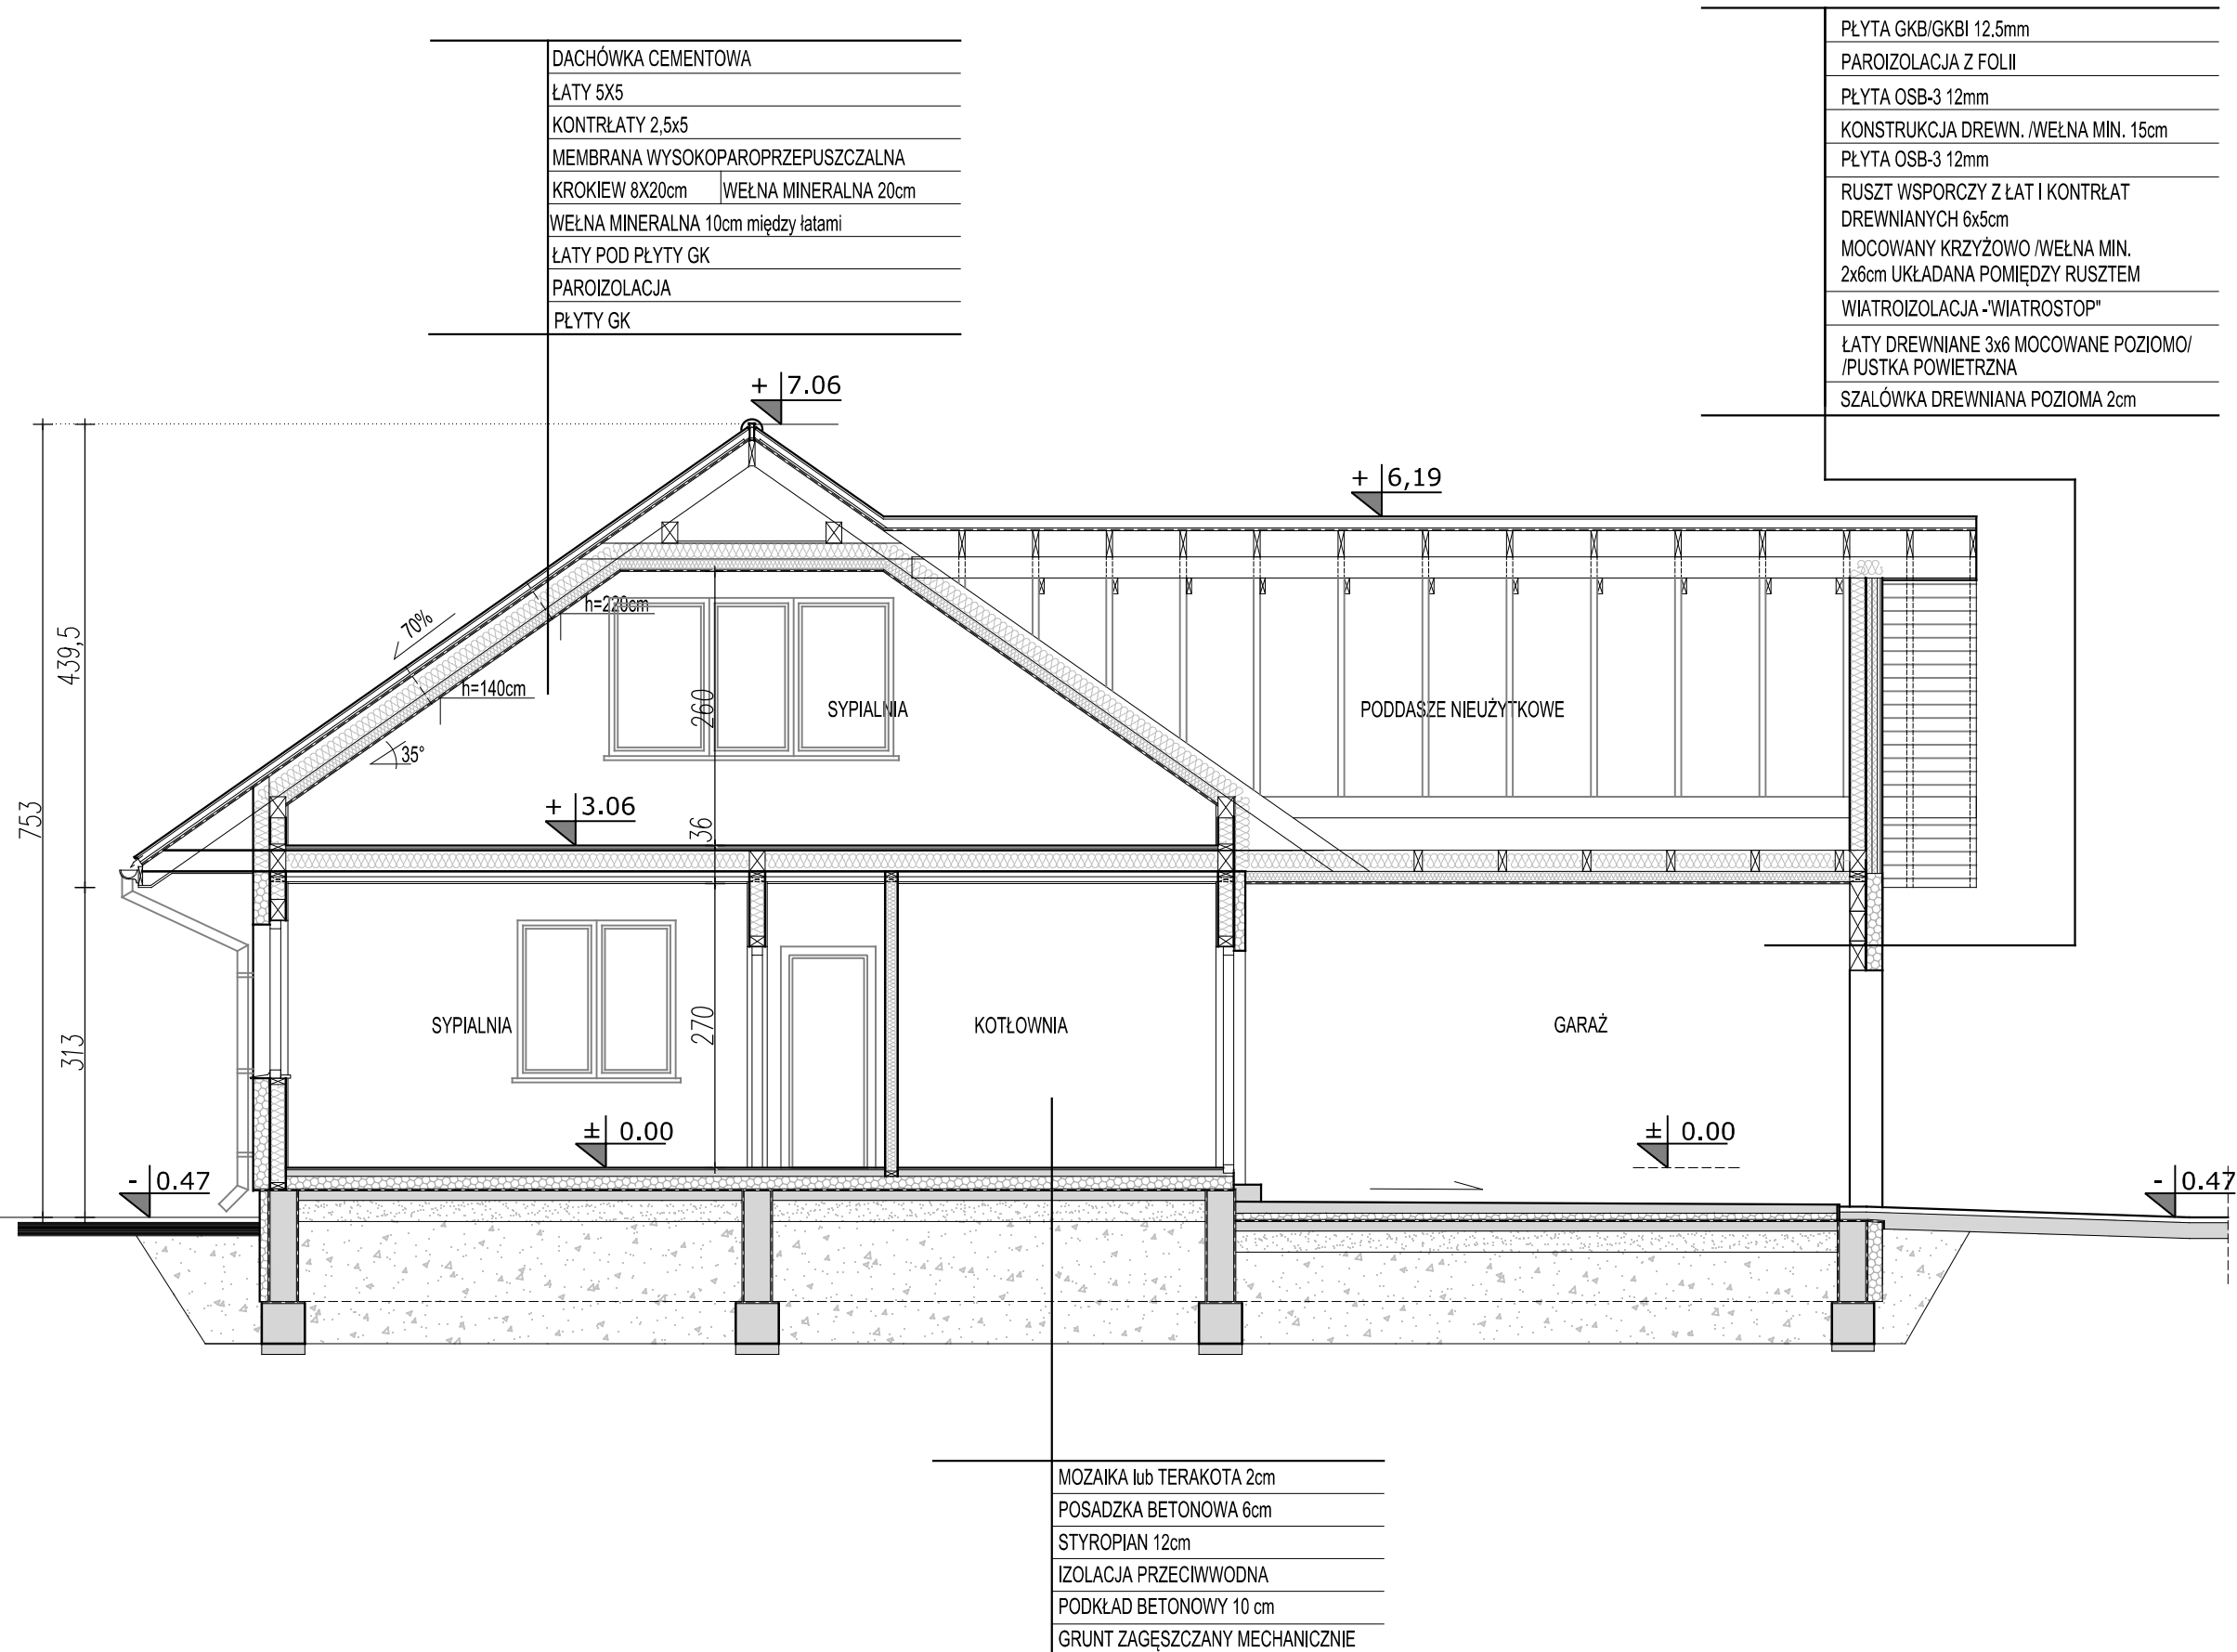 DACHÓWKA CEMENTOWA
ŁATY 5X5
KONTRŁATY 2,5x5
MEMBRANA WYSOKOPAROPRZEPUSZCZALNA
KROKIEW 8X20cm WEŁNA MINERALNA 20cm
WEŁNA MINERALNA 10cm między łatami
ŁATY POD PŁYTY GK
PAROIZOLACJA
PŁYTY GK
PŁYTA GKB/GKBI 12.5mm
PAROIZOLACJA Z FOLII
PŁYTA OSB-3 12mm
KONSTRUKCJA DREWN. /WEŁNA MIN. 15cm
PŁYTA OSB-3 12mm
RUSZT WSPORCZY Z ŁAT I KONTRŁAT
DREWNIANYCH 6x5cm
MOCOWANY KRZYŻOWO /WEŁNA MIN.
2x6cm UKŁADANA POMIĘDZY RUSZTEM
WIATROIZOLACJA -"WIATROSTOP"
ŁATY DREWNIANE 3x6 MOCOWANE POZIOMO/
/PUSTKA POWIETRZNA
SZALÓWKA DREWNIANA POZIOMA 2cm
+ 7.06
+ 6,19
70%
h=220cm
h=140cm
35°
439,5
753
313
260
SYPIALNIA
PODDASZE NIEUŻYTKOWE
+ 3.06
36
SYPIALNIA
270
KOTŁOWNIA
GARAŻ
± 0.00
± 0.00
- 0.47
- 0.47
MOZAIKA lub TERAKOTA 2cm
POSADZKA BETONOWA 6cm
STYROPIAN 12cm
IZOLACJA PRZECIWWODNA
PODKŁAD BETONOWY 10 cm
GRUNT ZAGĘSZCZANY MECHANICZNIE